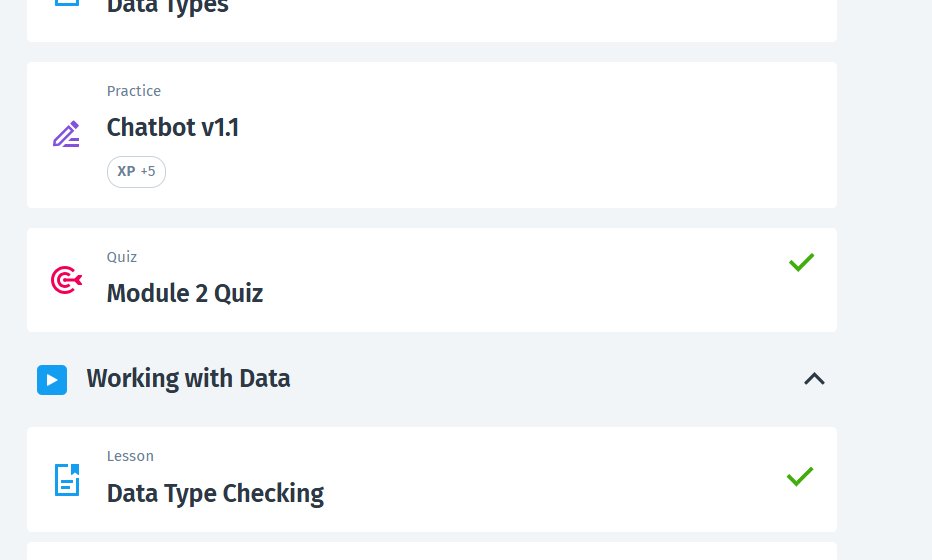 Data Types
Practice
Chatbot v1.1
XP +5
Quiz
Module 2 Quiz
Working with Data
Lesson
Data Type Checking